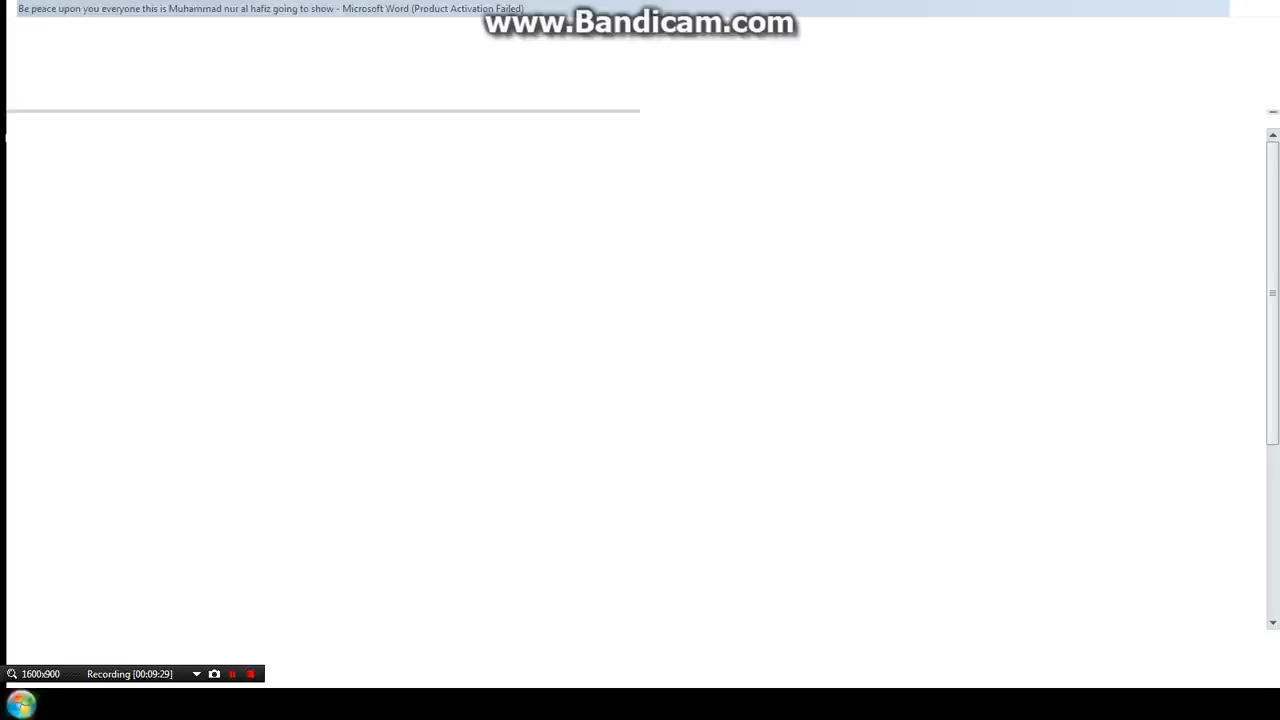 Be peace upon you everyone this is Muhammad nur al hafiz going to show - Microsoft Word (Product Activation Failed)
www.Bandicam.com
1600x900 Recording [00:09:29]